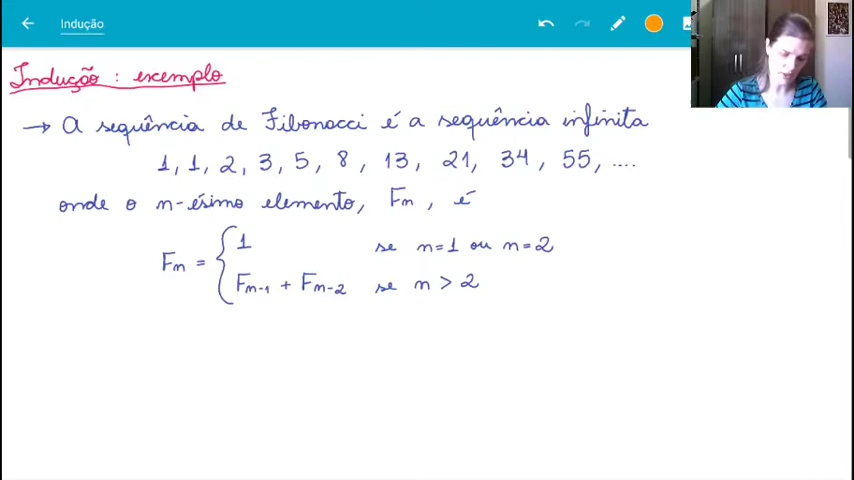 Indução
Indução : exemplo
→ A sequência de Fibonacci é a sequência infinita
1, 1, 2, 3, 5, 8, 13, 21, 34, 55, ....
onde o n-ésimo elemento, Fn, é
Fn = { 1 se n=1 ou n=2
Fn-1 + Fn-2 se n > 2